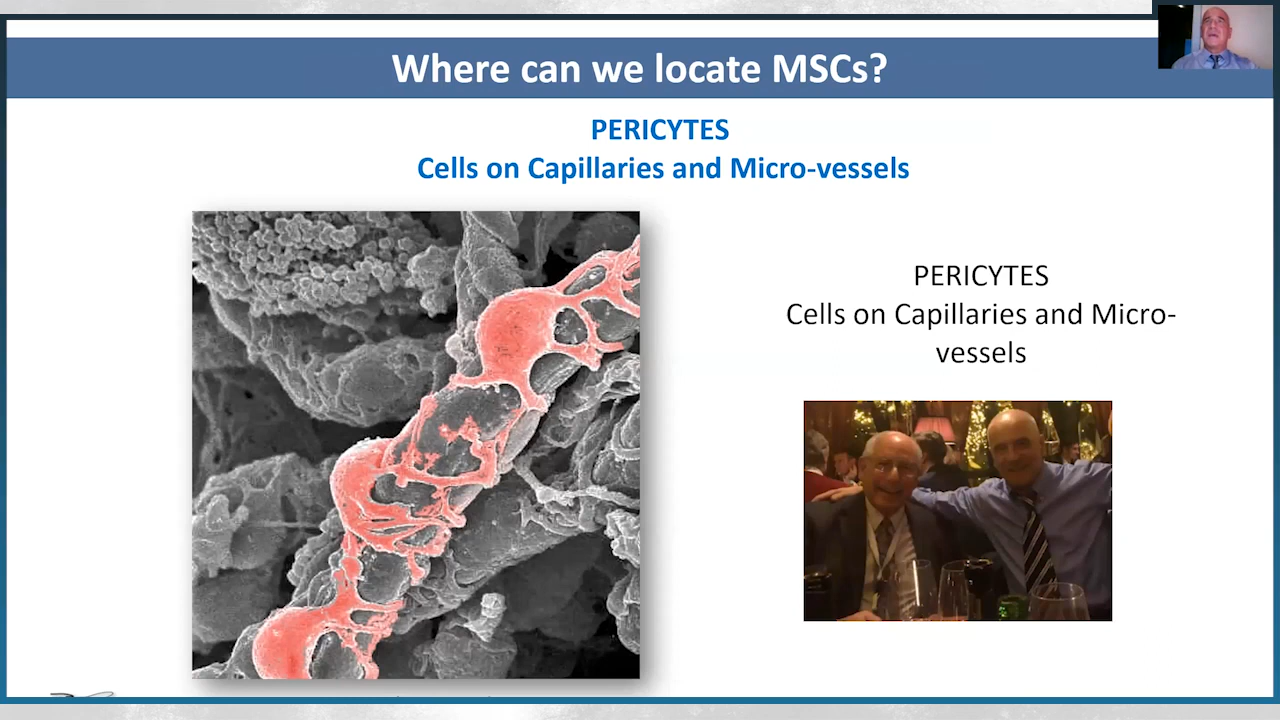 Where can we locate MSCs?
PERICYTES
Cells on Capillaries and Micro-vessels
PERICYTES
Cells on Capillaries and Micro-
vessels